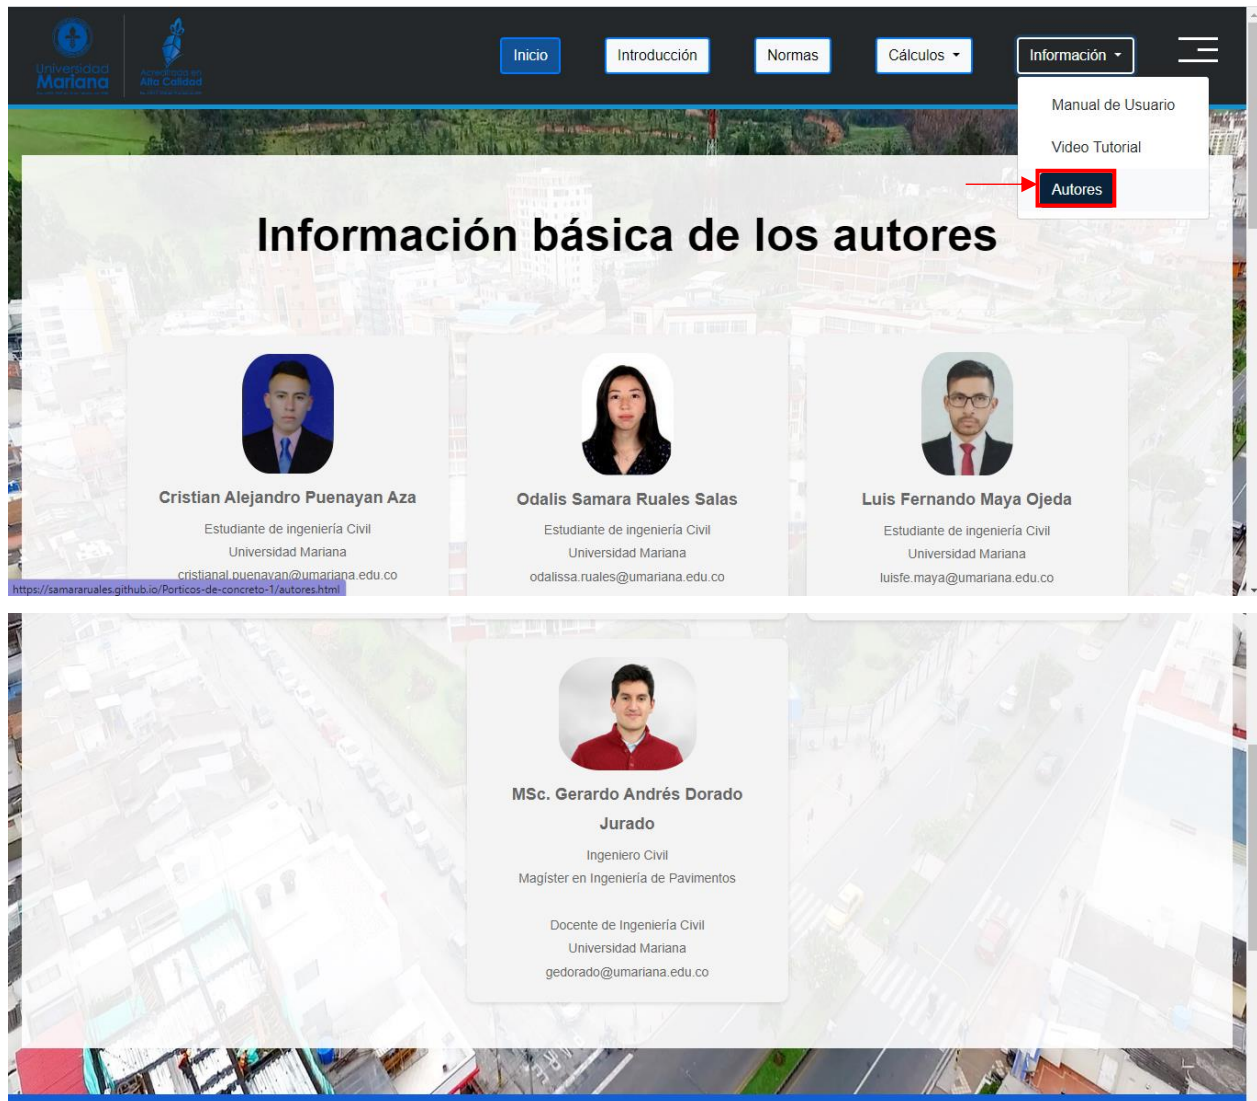 Universidad
Mariana
Acreditada en
Alta Calidad
Inicio
Introducción
Normas
Cálculos
Información
Manual de Usuario
Video Tutorial
Autores
Información básica de los autores
Cristian Alejandro Puenayan Aza
Estudiante de ingeniería Civil
Universidad Mariana
cristianal.puenayan@umariana.edu.co
Odalis Samara Ruales Salas
Estudiante de ingeniería Civil
Universidad Mariana
odalissa.ruales@umariana.edu.co
Luis Fernando Maya Ojeda
Estudiante de ingeniería Civil
Universidad Mariana
luisfe.maya@umariana.edu.co
https://samararuales.github.io/Porticos-de-concreto-1/autores.html
MSc. Gerardo Andrés Dorado
Jurado
Ingeniero Civil
Magíster en Ingeniería de Pavimentos
Docente de Ingeniería Civil
Universidad Mariana
gedorado@umariana.edu.co